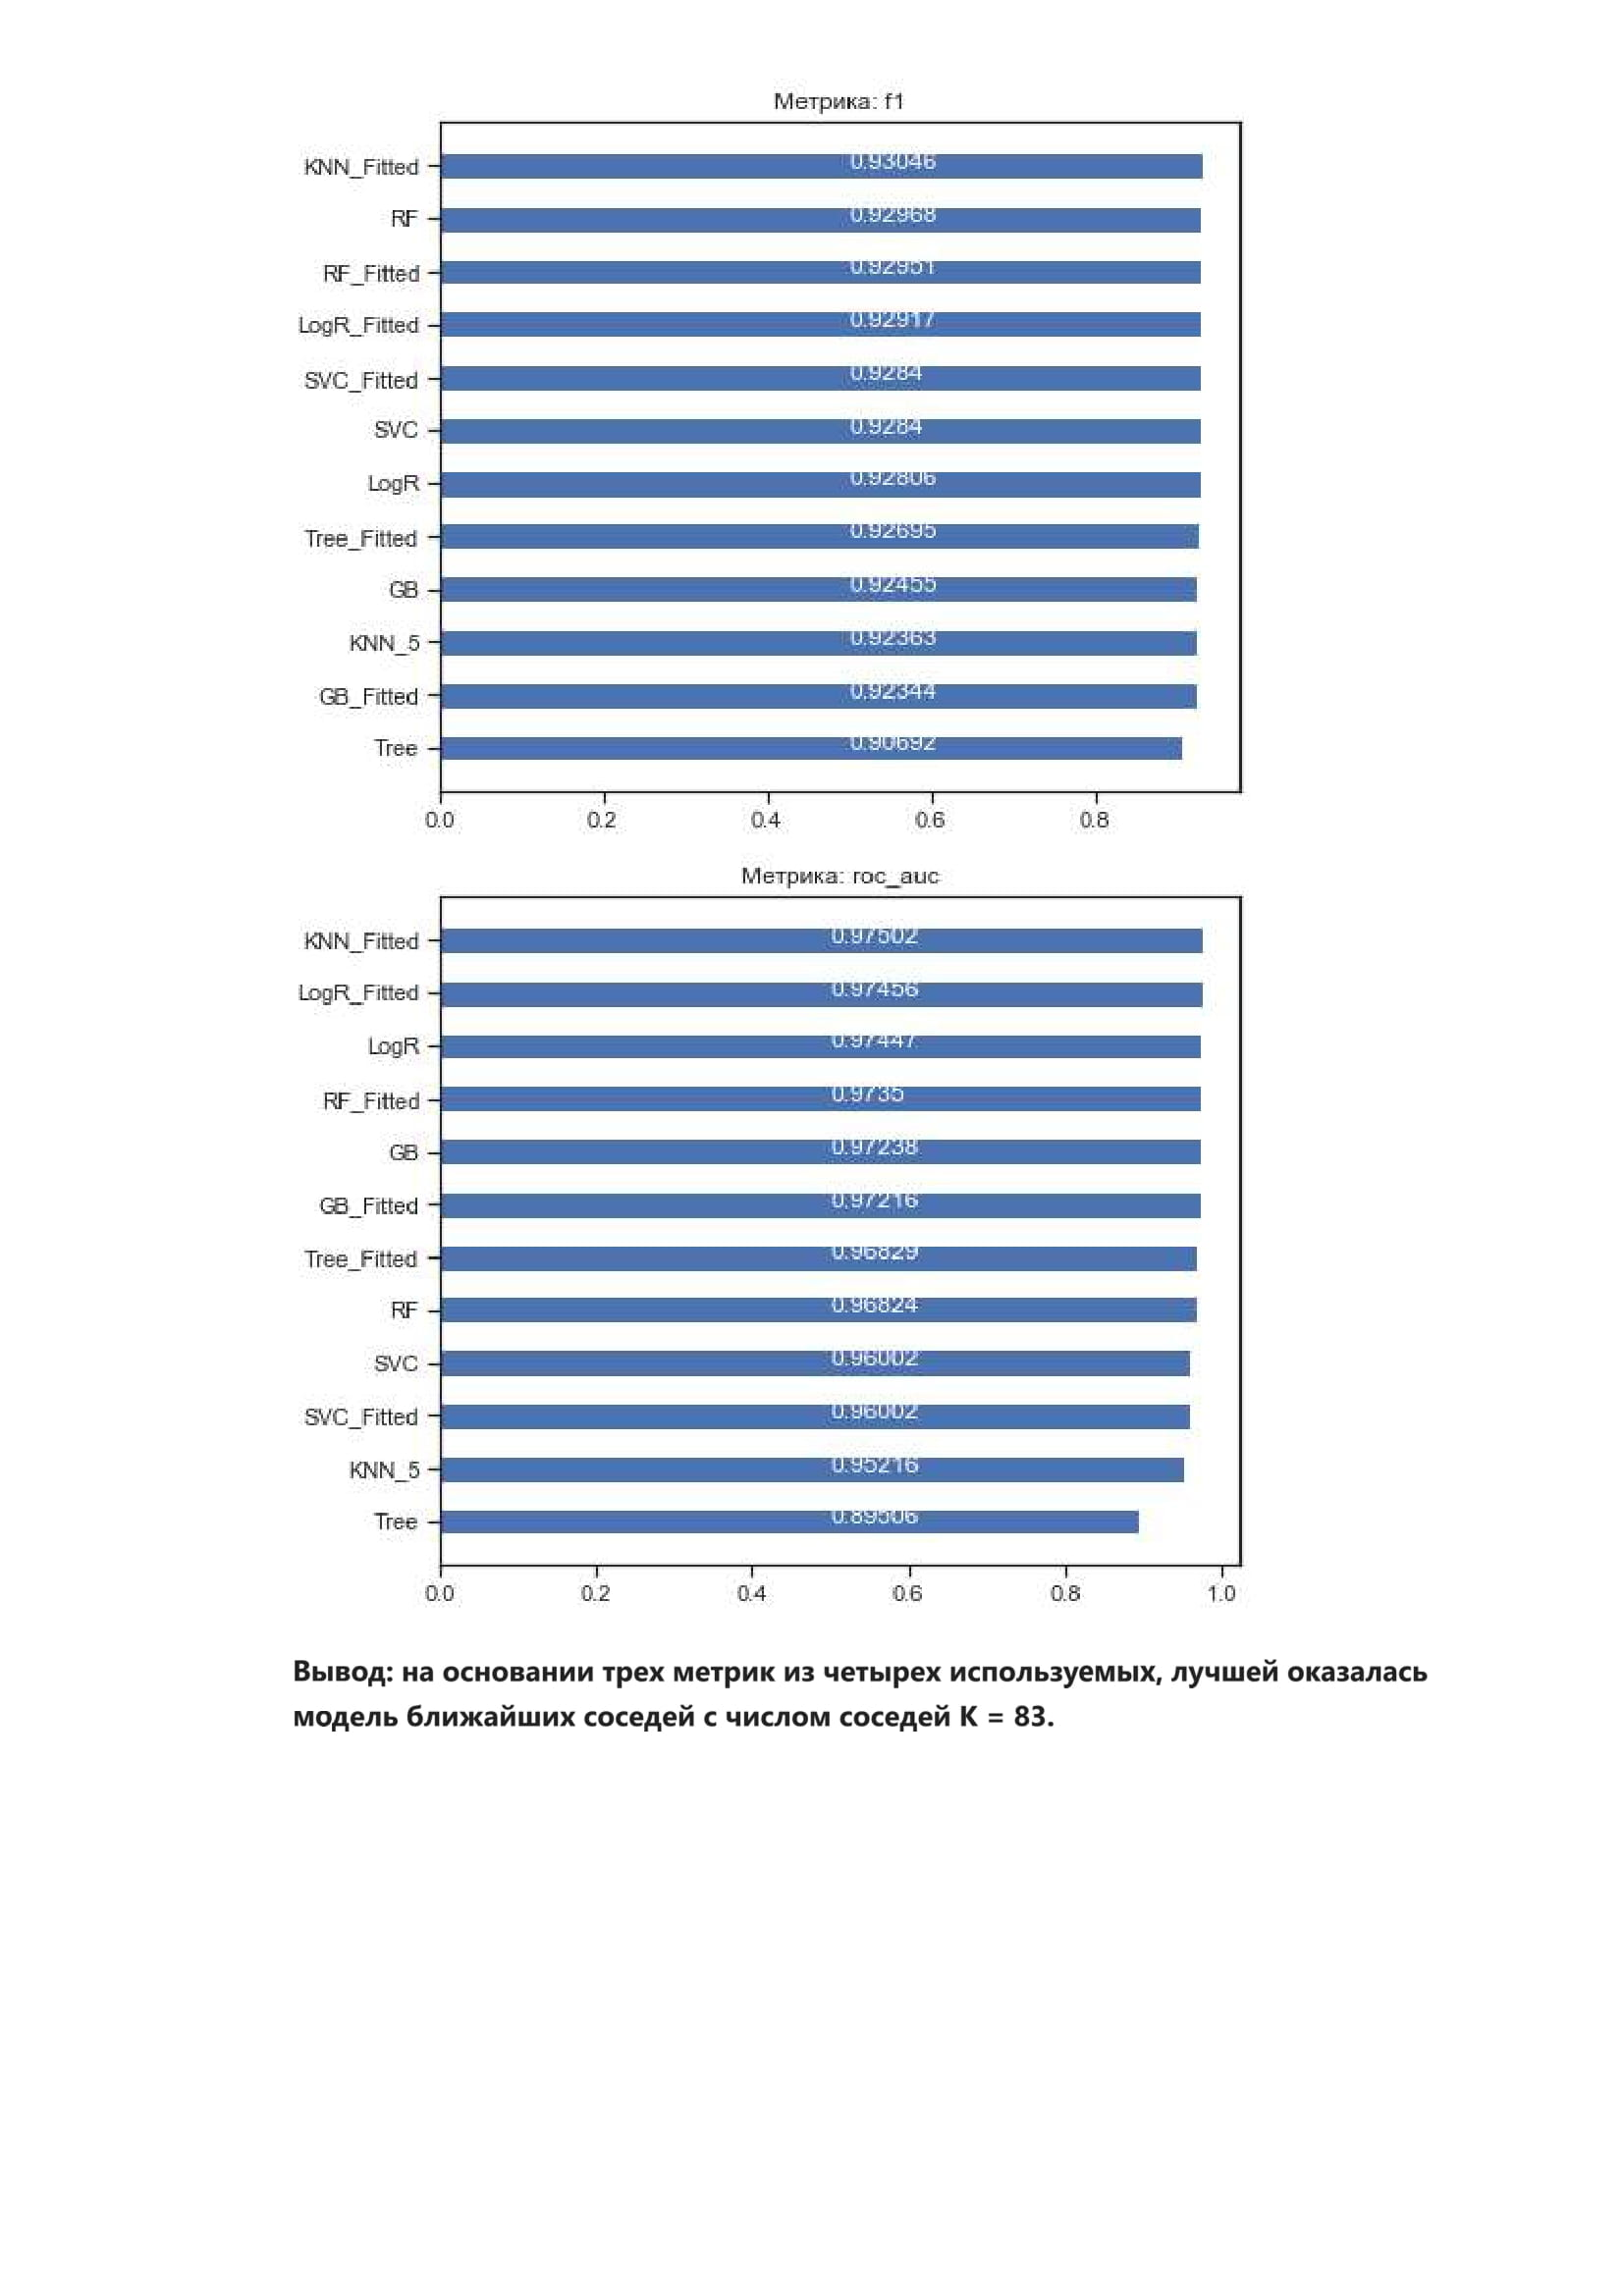 Метрика: f1
KNN_Fitted 0.93046
RF 0.92968
RF_Fitted 0.92951
LogR_Fitted 0.92917
SVC_Fitted 0.9284
SVC 0.9284
LogR 0.92806
Tree_Fitted 0.92695
GB 0.92455
KNN_5 0.92363
GB_Fitted 0.92344
Tree 0.90692
0.0 0.2 0.4 0.6 0.8
Метрика: roc_auc
KNN_Fitted 0.97502
LogR_Fitted 0.97456
LogR 0.97447
RF_Fitted 0.9735
GB 0.97238
GB_Fitted 0.97216
Tree_Fitted 0.96829
RF 0.96824
SVC 0.96002
SVC_Fitted 0.96002
KNN_5 0.95216
Tree 0.89506
0.0 0.2 0.4 0.6 0.8 1.0
Вывод: на основании трех метрик из четырех используемых, лучшей оказалась
модель ближайших соседей с числом соседей K = 83.